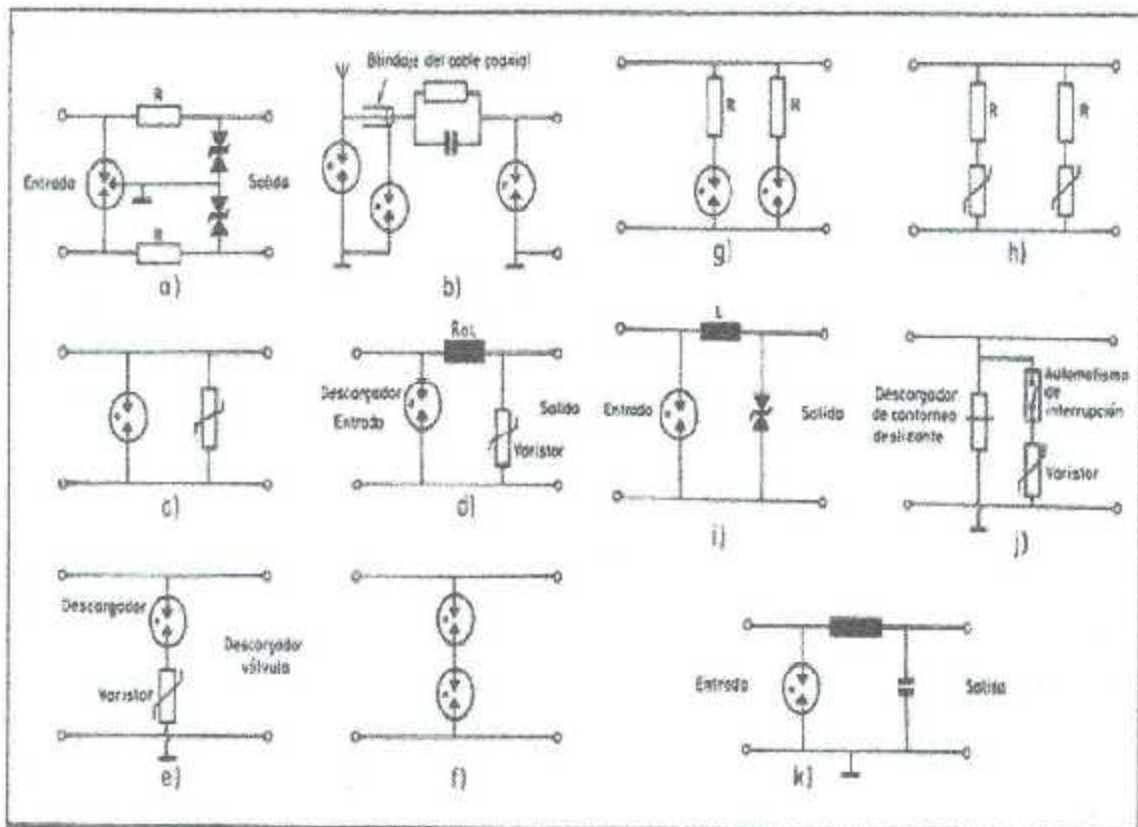 R
Entrada
Salida
R
a)
Blindaje del cable coaxial
b)
R
R
g)
R
R
h)
c)
Descargador
Entrada
Salida
Varistor
d)
L
Entrada
Salida
i)
Descargador
de contorneo
deslizante
Automatismo
de
interrupción
Varistor
j)
Descargador
Varistor
Descargador
válvula
e)
f)
Entrada
Salida
k)